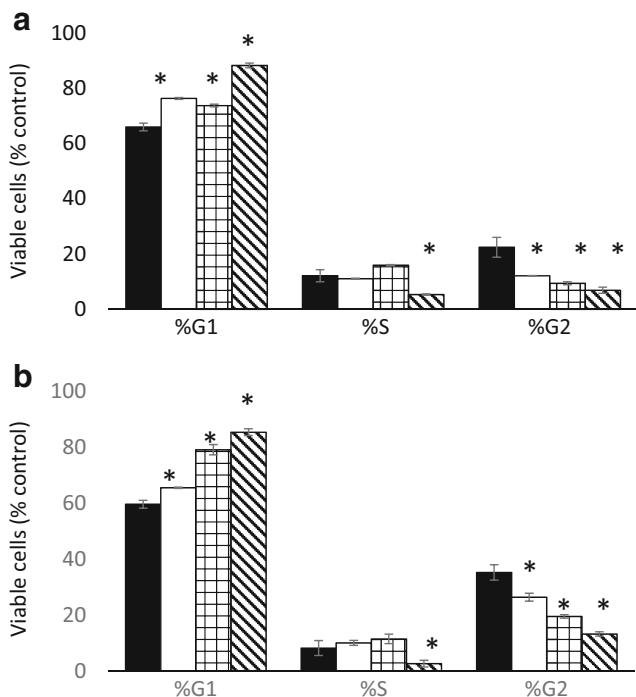 a
Viable cells (% control)
100
80
60
40
20
0
* * *
*
* * *
%G1 %S %G2
b
Viable cells (% control)
100
80
60
40
20
0
* * *
*
* * *
%G1 %S %G2